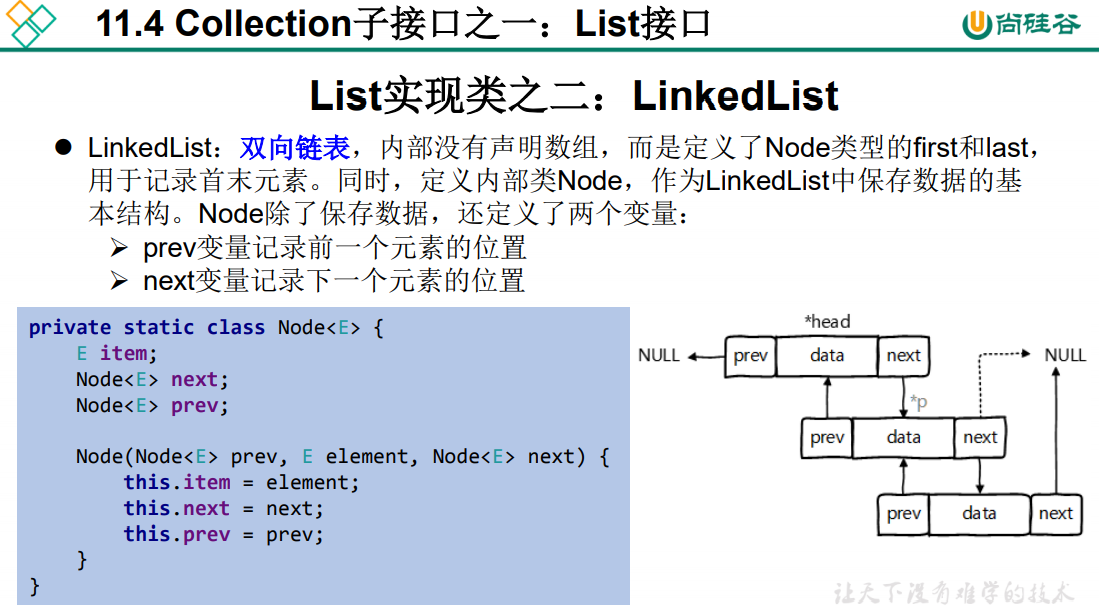 11.4 Collection子接口之一：List接口
尚硅谷
List实现类之二：LinkedList
LinkedList：双向链表，内部没有声明数组，而是定义了Node类型的first和last，
用于记录首末元素。同时，定义内部类Node，作为LinkedList中保存数据的基
本结构。Node除了保存数据，还定义了两个变量：
prev变量记录前一个元素的位置
next变量记录下一个元素的位置
private static class Node<E> {
    E item;
    Node<E> next;
    Node<E> prev;
    Node(Node<E> prev, E element, Node<E> next) {
        this.item = element;
        this.next = next;
        this.prev = prev;
    }
}
*head
NULL prev data next NULL
*p
prev data next
prev data next
让天下没有难学的技术